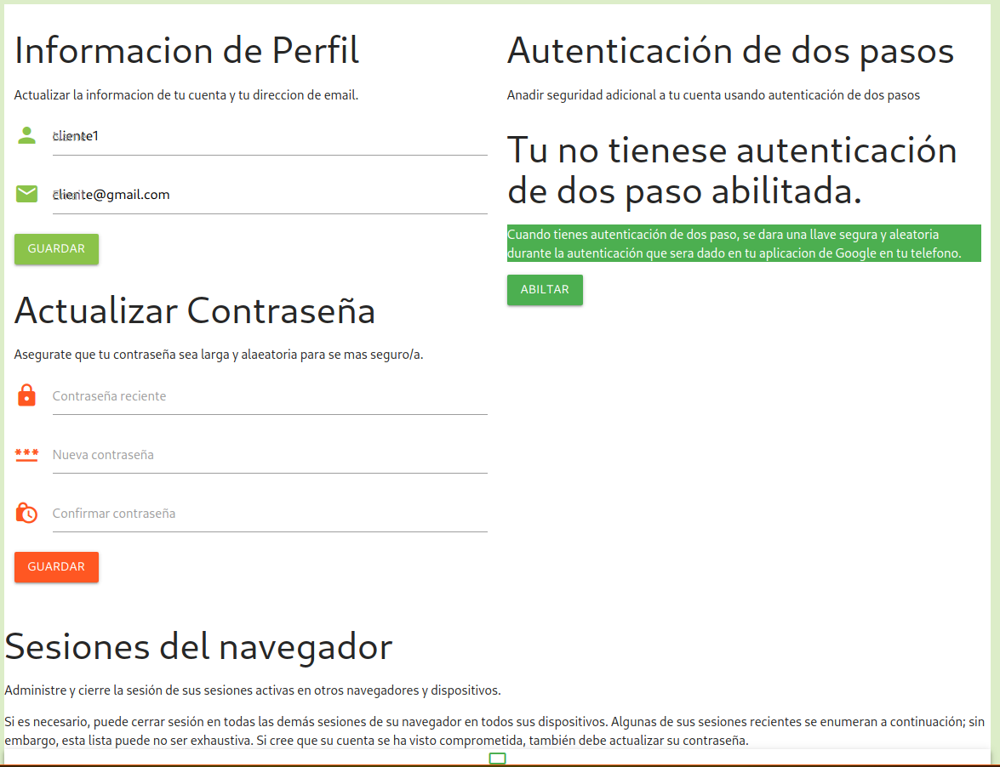 Informacion de Perfil
Actualizar la informacion de tu cuenta y tu direccion de email.
cliente1
cliente@gmail.com
GUARDAR
Actualizar Contraseña
Asegurate que tu contraseña sea larga y alaeatoria para se mas seguro/a.
Contraseña reciente
Nueva contraseña
Confirmar contraseña
GUARDAR
Autenticación de dos pasos
Anadir seguridad adicional a tu cuenta usando autenticación de dos pasos
Tu no tienese autenticación
de dos paso abilitada.
Cuando tienes autenticación de dos paso, se dara una llave segura y aleatoria
durante la autenticación que sera dado en tu aplicacion de Google en tu telefono.
ABILTAR
Sesiones del navegador
Administre y cierre la sesión de sus sesiones activas en otros navegadores y dispositivos.
Si es necesario, puede cerrar sesión en todas las demás sesiones de su navegador en todos sus dispositivos. Algunas de sus sesiones recientes se enumeran a continuación; sin
embargo, esta lista puede no ser exhaustiva. Si cree que su cuenta se ha visto comprometida, también debe actualizar su contraseña.